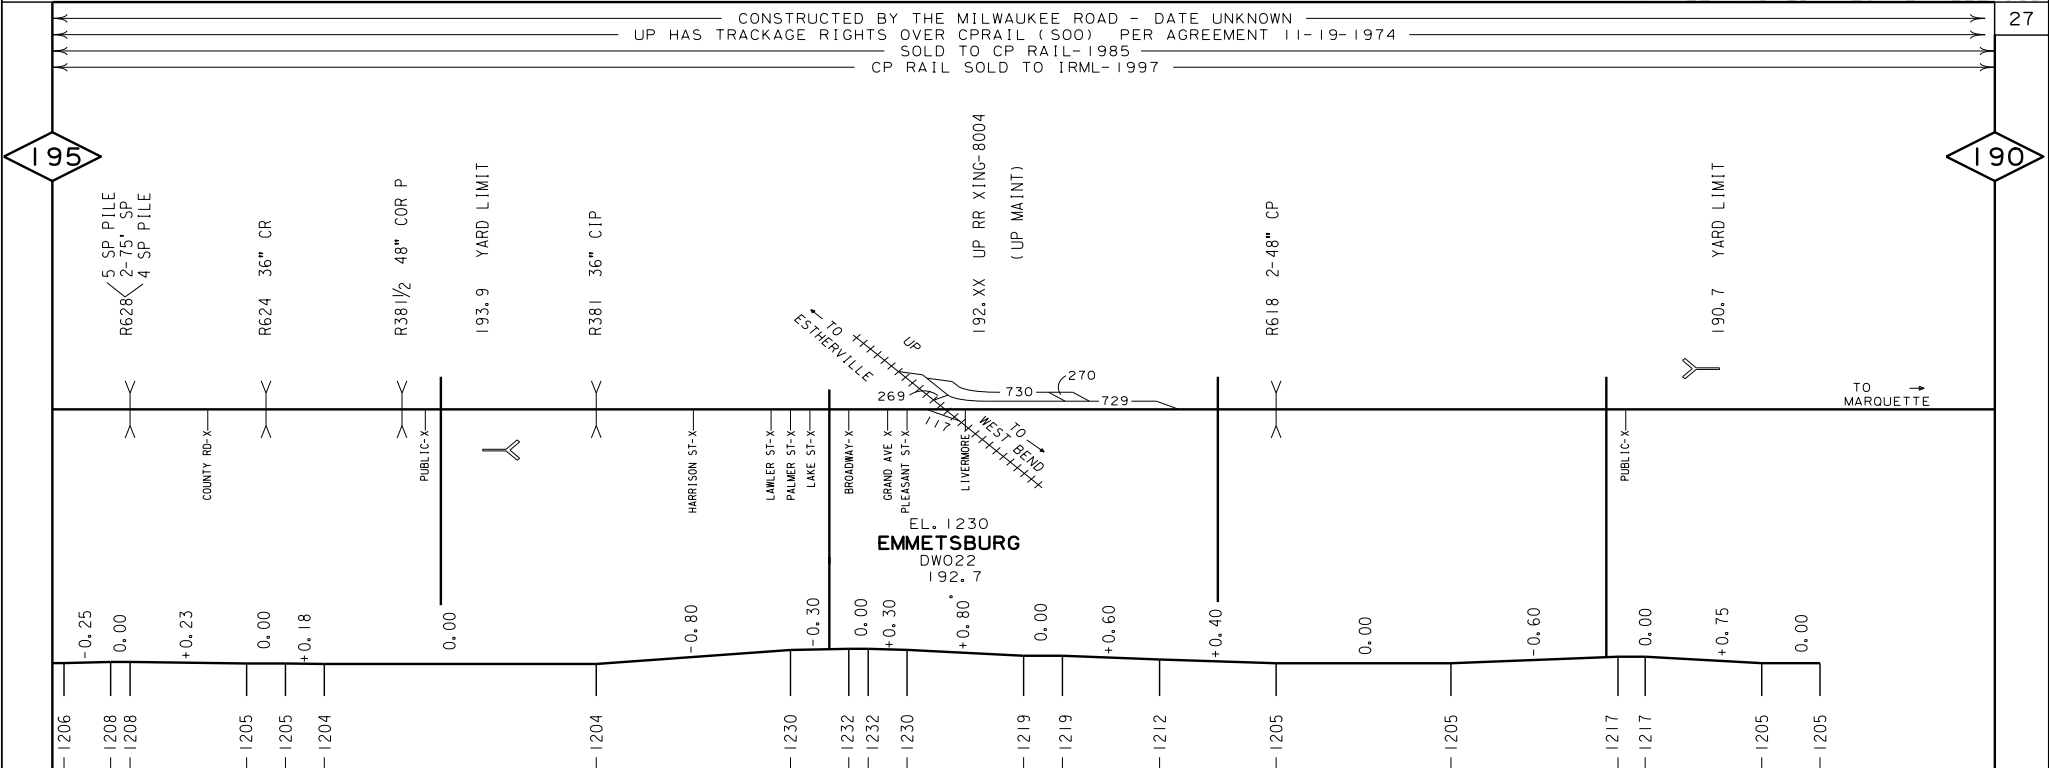 CONSTRUCTED BY THE MILWAUKEE ROAD - DATE UNKNOWN
27
UP HAS TRACKAGE RIGHTS OVER CPRAIL (SOO) PER AGREEMENT 11-19-1974
SOLD TO CP RAIL-1985
CP RAIL SOLD TO IRML-1997
195
190
R628
5 SP PILE
2-75' SP
4 SP PILE
R624 36" CR
R381½ 48" COR P
193.9 YARD LIMIT
R381 36" CIP
192.XX UP RR XING-8004
(UP MAINT)
R618 2-48" CP
190.7 YARD LIMIT
TO
ESTHERVILLE
UP
269
730
270
729
117
TO
WEST BEND
TO
MARQUETTE
COUNTY RD-X
PUBLIC-X
HARRISON ST-X
LAWLER ST-X
PALMER ST-X
LAKE ST-X
BROADWAY-X
GRAND AVE X
PLEASANT ST-X
LIVERMORE
PUBLIC-X
EL. 1230
EMMETSBURG
DW022
192.7
-0.25
0.00
+0.23
0.00
+0.18
0.00
-0.80
-0.30
0.00
+0.30
+0.80
0.00
+0.60
+0.40
0.00
-0.60
0.00
+0.75
0.00
1206
1208
1208
1205
1205
1204
1204
1230
1232
1232
1230
1219
1219
1212
1205
1205
1217
1217
1205
1205